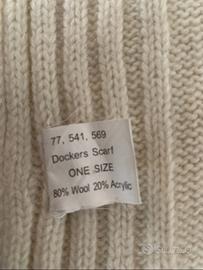 77, 541, 569
Dockers Scarf
ONE SIZE
80% Wool 20% Acrylic